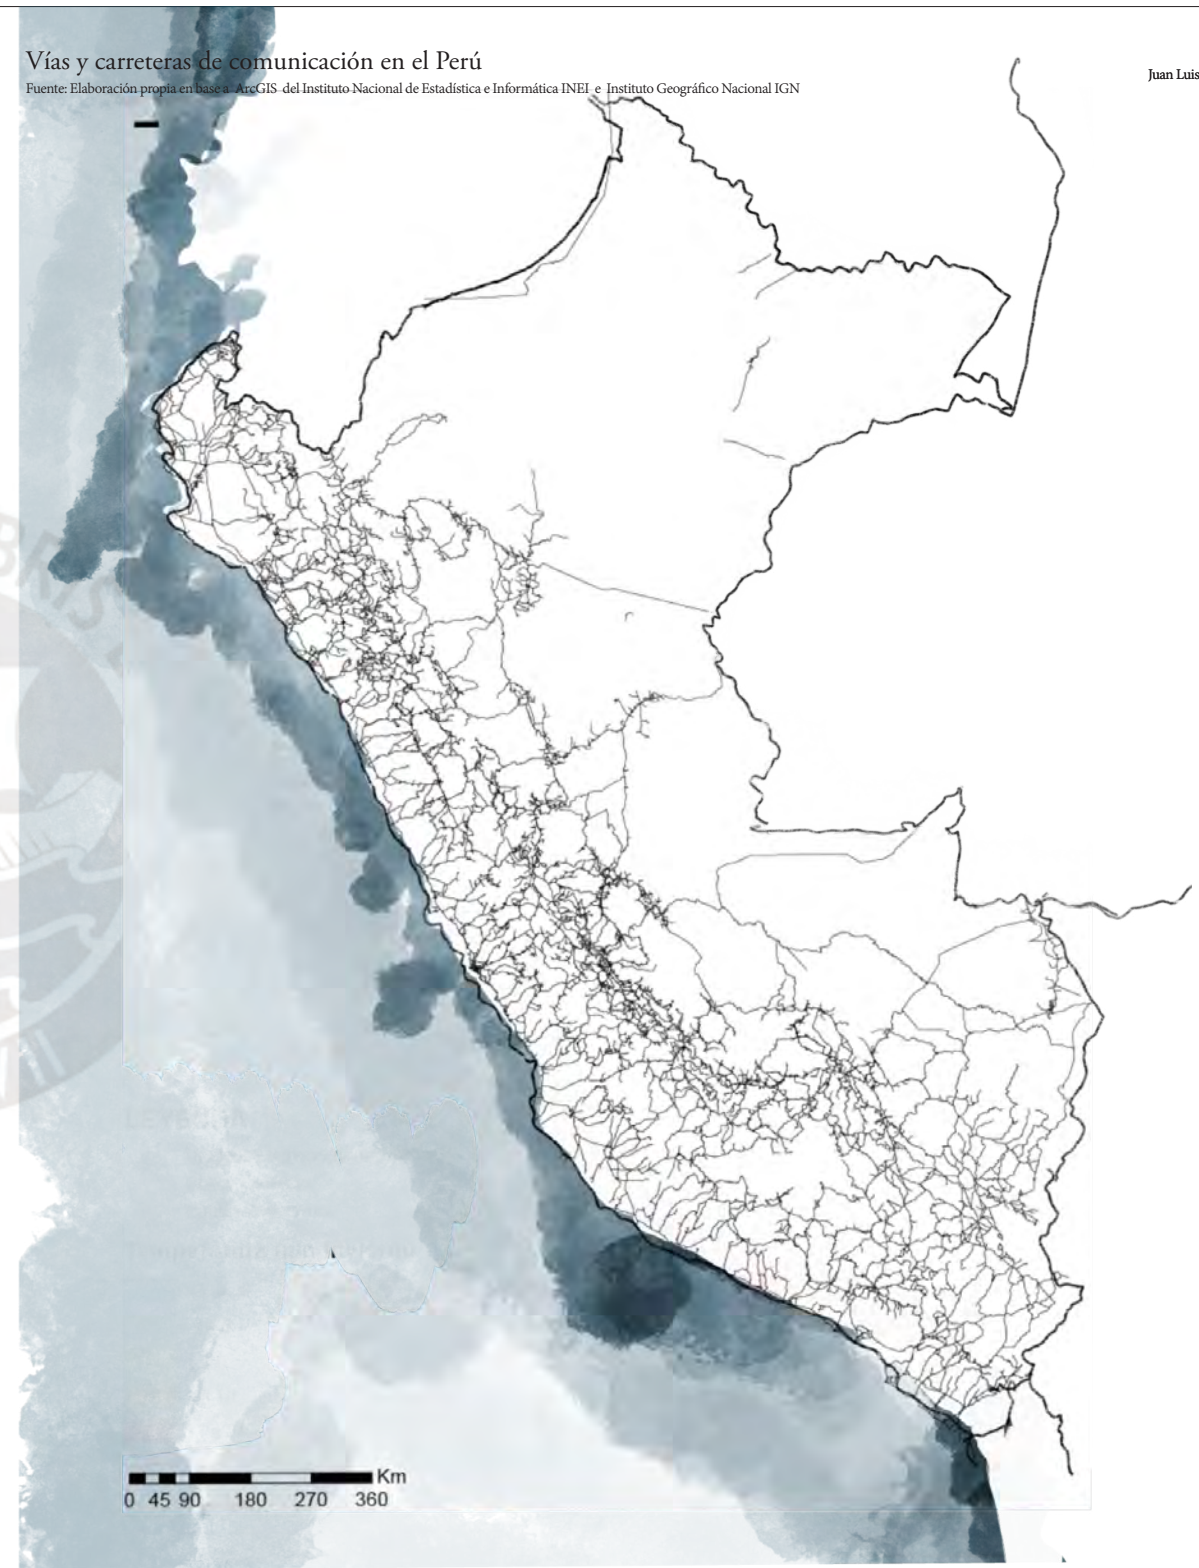 Vías y carreteras de comunicación en el Perú
Juan Luis
Fuente: Elaboración propia en base a ArcGIS del Instituto Nacional de Estadística e Informática INEI e Instituto Geográfico Nacional IGN
Km
0 45 90 180 270 360